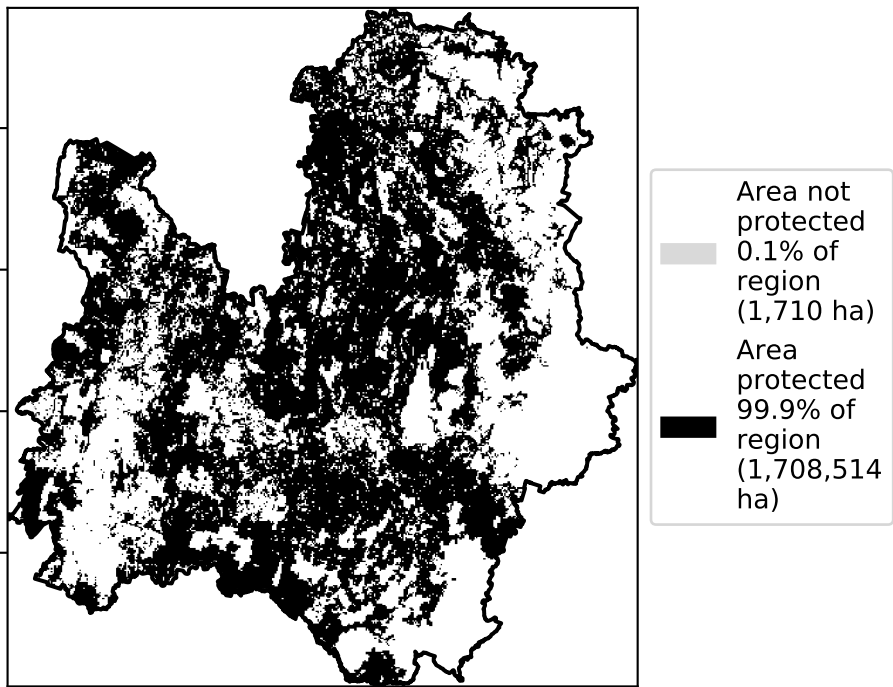 Area not
protected
0.1% of
region
(1,710 ha)
Area
protected
99.9% of
region
(1,708,514
ha)